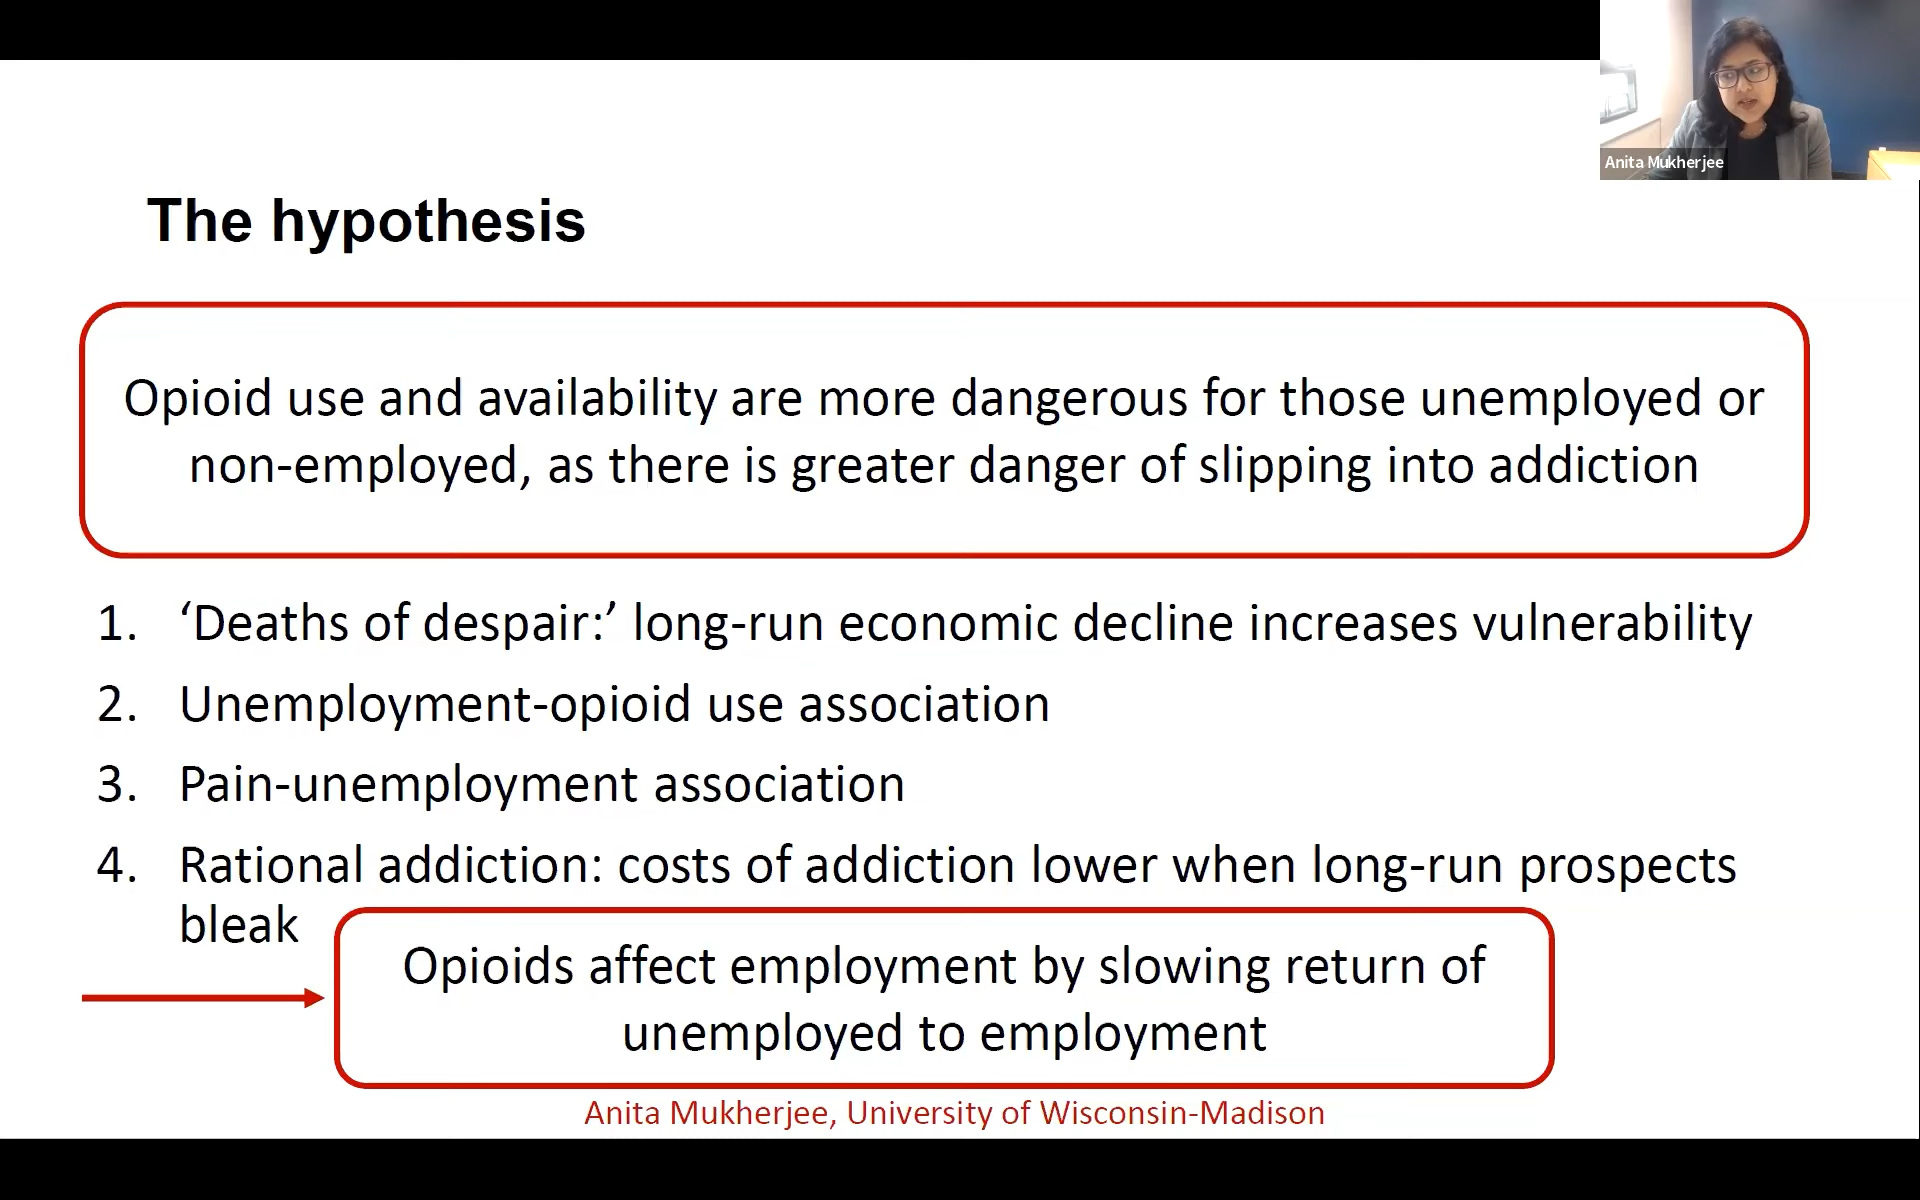 Anita Mukherjee
The hypothesis
Opioid use and availability are more dangerous for those unemployed or
non-employed, as there is greater danger of slipping into addiction
1. ‘Deaths of despair:’ long-run economic decline increases vulnerability
2. Unemployment-opioid use association
3. Pain-unemployment association
4. Rational addiction: costs of addiction lower when long-run prospects
bleak
Opioids affect employment by slowing return of
unemployed to employment
Anita Mukherjee, University of Wisconsin-Madison